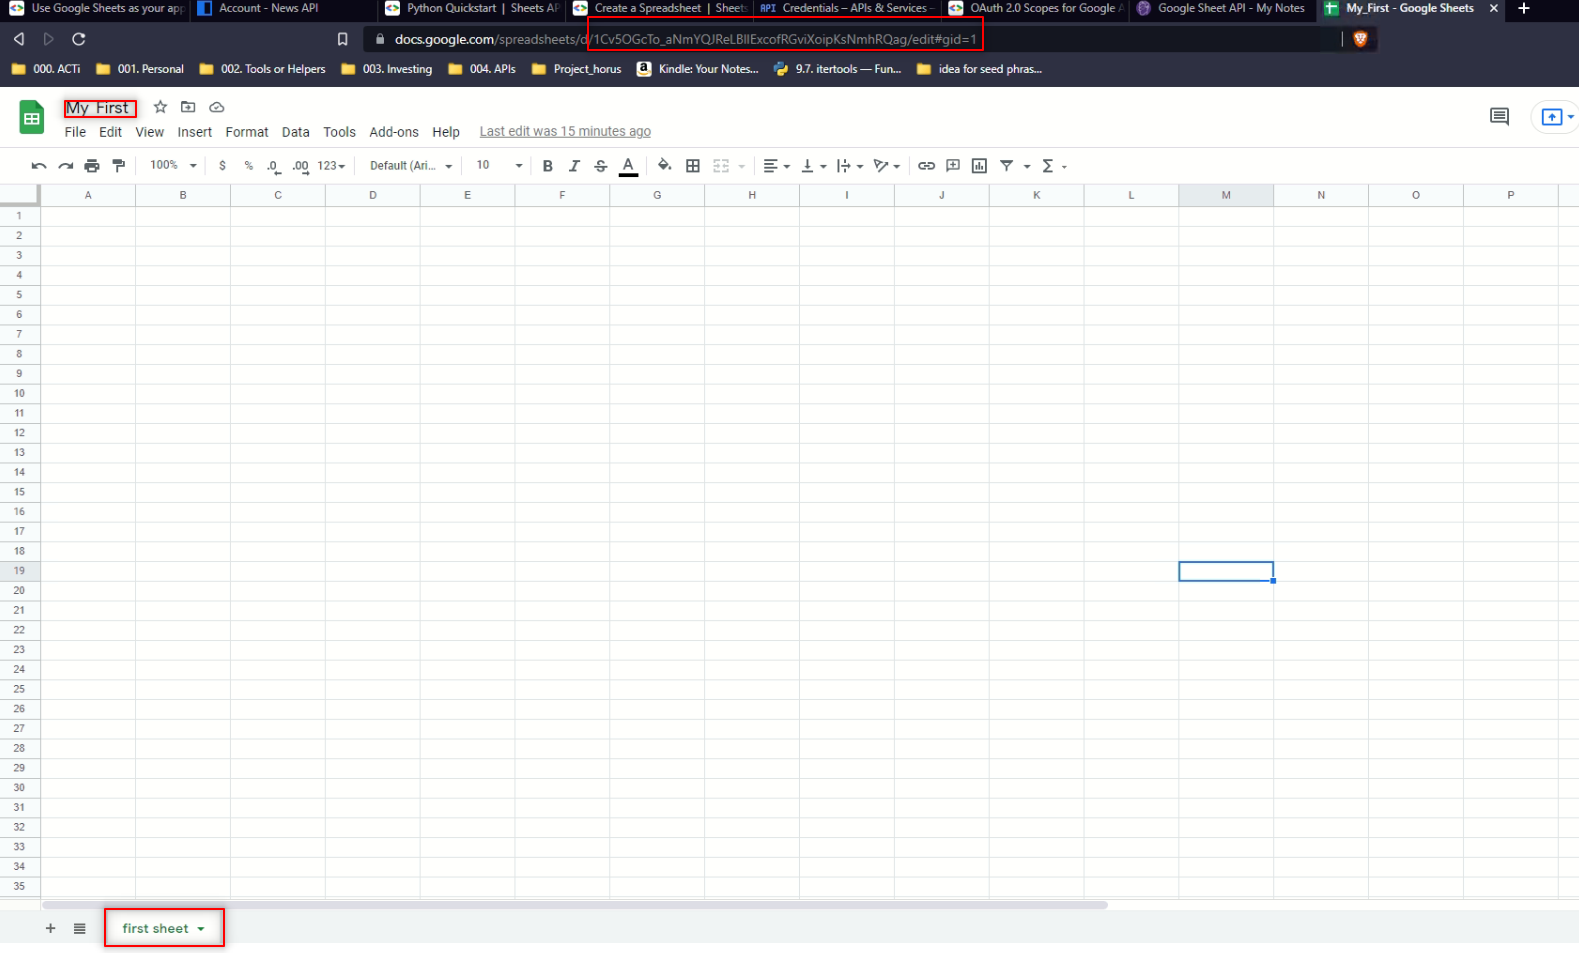 Use Google Sheets as your app
Account - News API
Python Quickstart | Sheets AP
Create a Spreadsheet | Sheets
API Credentials – APIs & Services –
OAuth 2.0 Scopes for Google A
Google Sheet API - My Notes
My_First - Google Sheets
docs.google.com/spreadsheets/d/1Cv5OGcTo_aNmYQJReLBIlExcofRGviXoipKsNmhRQag/edit#gid=1
000. ACTi
001. Personal
002. Tools or Helpers
003. Investing
004. APIs
Project_horus
Kindle: Your Notes...
9.7. itertools — Fun...
idea for seed phras...
My_First
File Edit View Insert Format Data Tools Add-ons Help Last edit was 15 minutes ago
100% $ % .0 .00 123 Default (Ari... 10 B I S A
A B C D E F G H I J K L M N O P
1
2
3
4
5
6
7
8
9
10
11
12
13
14
15
16
17
18
19
20
21
22
23
24
25
26
27
28
29
30
31
32
33
34
35
first sheet